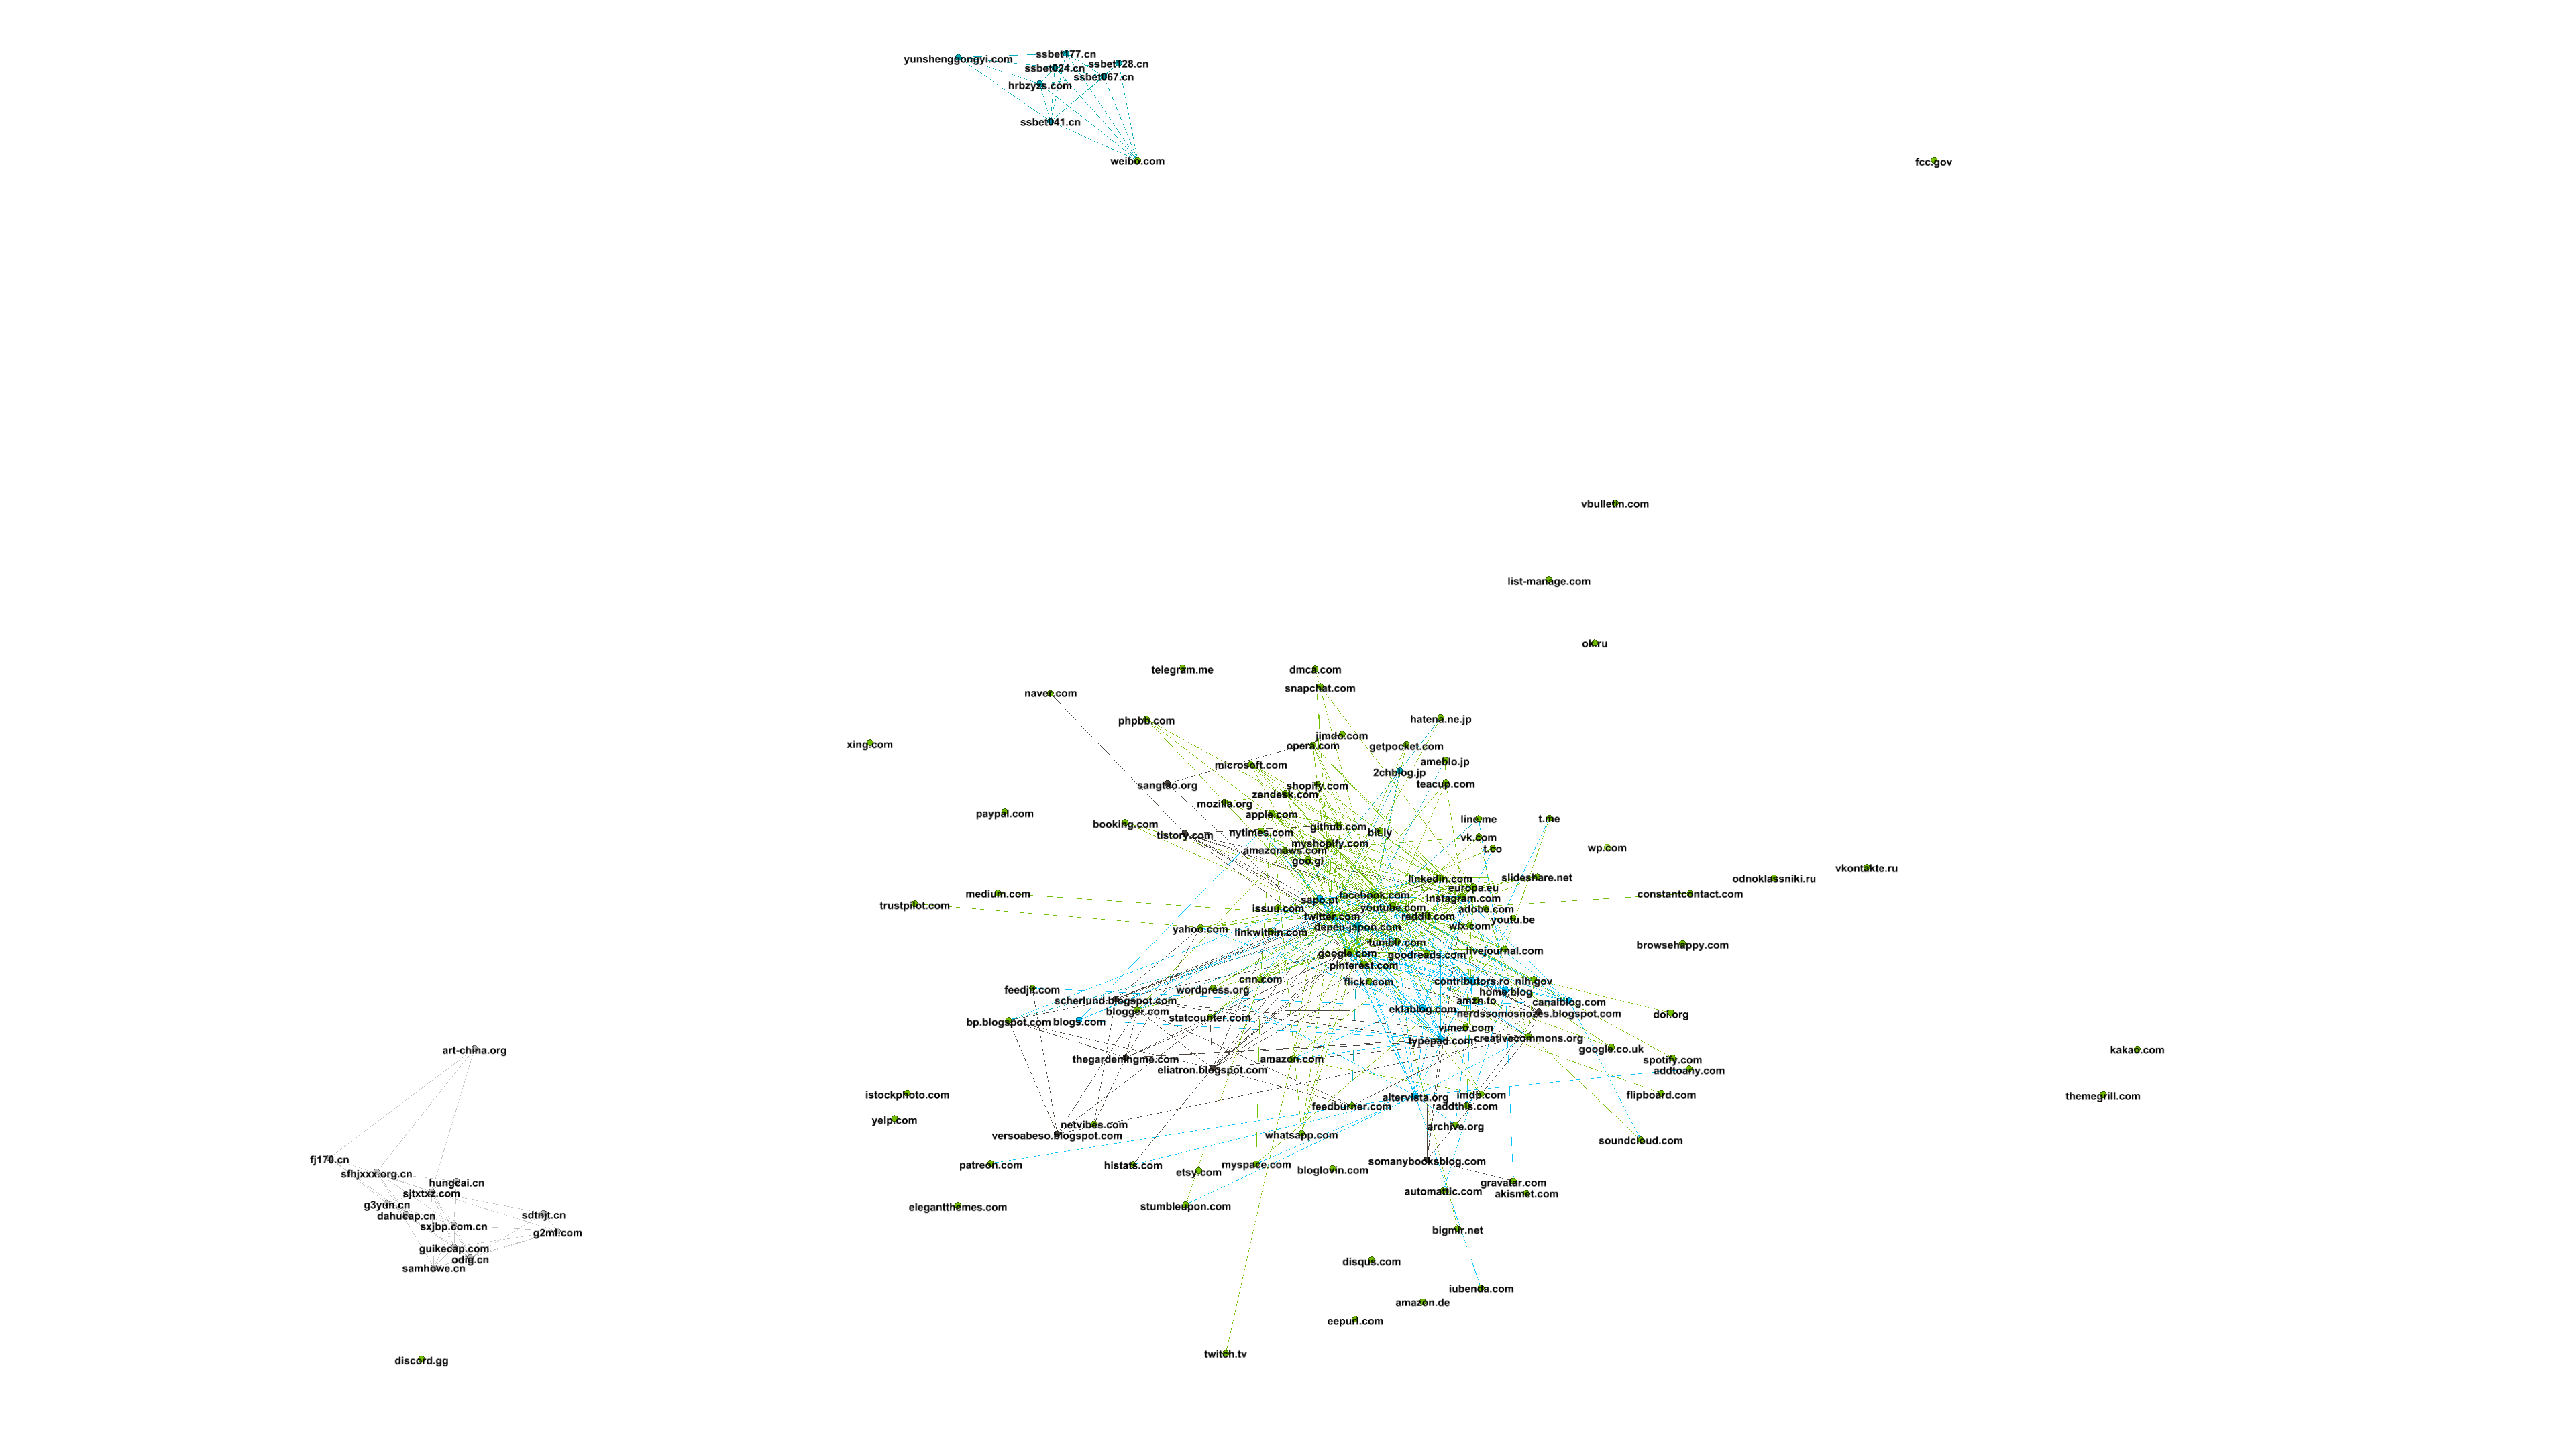 ssbet177.cn
yunshenggongyi.com
ssbet128.cn
ssbet024.cn
ssbet067.cn
hrbzyzs.com
ssbet041.cn
weibo.com
fcc.gov
vbulletin.com
list-manage.com
ok.ru
telegram.me
dmca.com
snapchat.com
naver.com
phpbb.com
hatena.ne.jp
jimdo.com
xing.com
opera.com
getpocket.com
ameblo.jp
microsoft.com
2chblog.jp
sangtao.org
shopify.com
teacup.com
zendesk.com
mozilla.org
paypal.com
apple.com
line.me
t.me
booking.com
github.com
tistory.com
nytimes.com
bit.ly
vk.com
myshopify.com
amazonaws.com
t.co
wp.com
goo.gl
vkontakte.ru
linkedin.com
slideshare.net
odnoklassniki.ru
europa.eu
medium.com
facebook.com
constantcontact.com
sapo.pt
instagram.com
trustpilot.com
issuu.com
youtube.com
adobe.com
twitter.com
reddit.com
youtu.be
depeu-japon.com
wix.com
yahoo.com
linkwithin.com
tumblr.com
browsehappy.com
livejournal.com
google.com
goodreads.com
pinterest.com
cnn.com
flickr.com
contributors.ro
nih.gov
feedjit.com
wordpress.org
home.blog
scherlund.blogspot.com
amzn.to
canalblog.com
blogger.com
eklablog.com
nerdssomosnozes.blogspot.com
doi.org
bp.blogspot.com
blogs.com
statcounter.com
vimeo.com
typepad.com
creativecommons.org
art-china.org
google.co.uk
kakao.com
thegardeningme.com
amazon.com
spotify.com
eliatron.blogspot.com
addtoany.com
istockphoto.com
altervista.org
imdb.com
flipboard.com
themegrill.com
feedburner.com
addthis.com
yelp.com
netvibes.com
archive.org
versoabeso.blogspot.com
whatsapp.com
soundcloud.com
fj170.cn
somanybooksblog.com
patreon.com
histats.com
myspace.com
sfhjxxx.org.cn
etsy.com
bloglovin.com
hungcai.cn
gravatar.com
sjtxtxz.com
automattic.com
akismet.com
g3yun.cn
elegantthemes.com
stumbleupon.com
dahucap.cn
sdtnjt.cn
sxjbp.com.cn
bigmir.net
g2mf.com
guikecap.com
odig.cn
disqus.com
samhowe.cn
iubenda.com
amazon.de
eepurl.com
twitch.tv
discord.gg